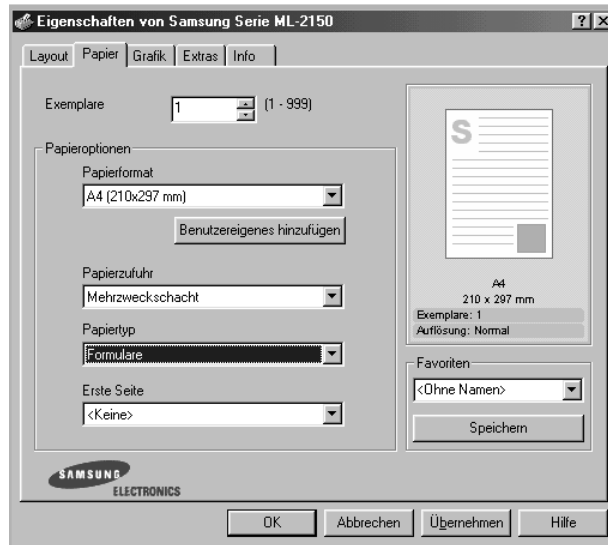 Eigenschaften von Samsung Serie ML-2150
Layout Papier Grafik Extras Info
Exemplare 1 (1 - 999)
Papieroptionen
Papierformat
A4 (210x297 mm)
Benutzereigenes hinzufügen
Papierzufuhr
Mehrzweckschacht
Papiertyp
Formulare
Erste Seite
<Keine>
S
A4
210 x 297 mm
Exemplare: 1
Auflösung: Normal
Favoriten
<Ohne Namen>
Speichern
SAMSUNG
ELECTRONICS
OK Abbrechen Übernehmen Hilfe